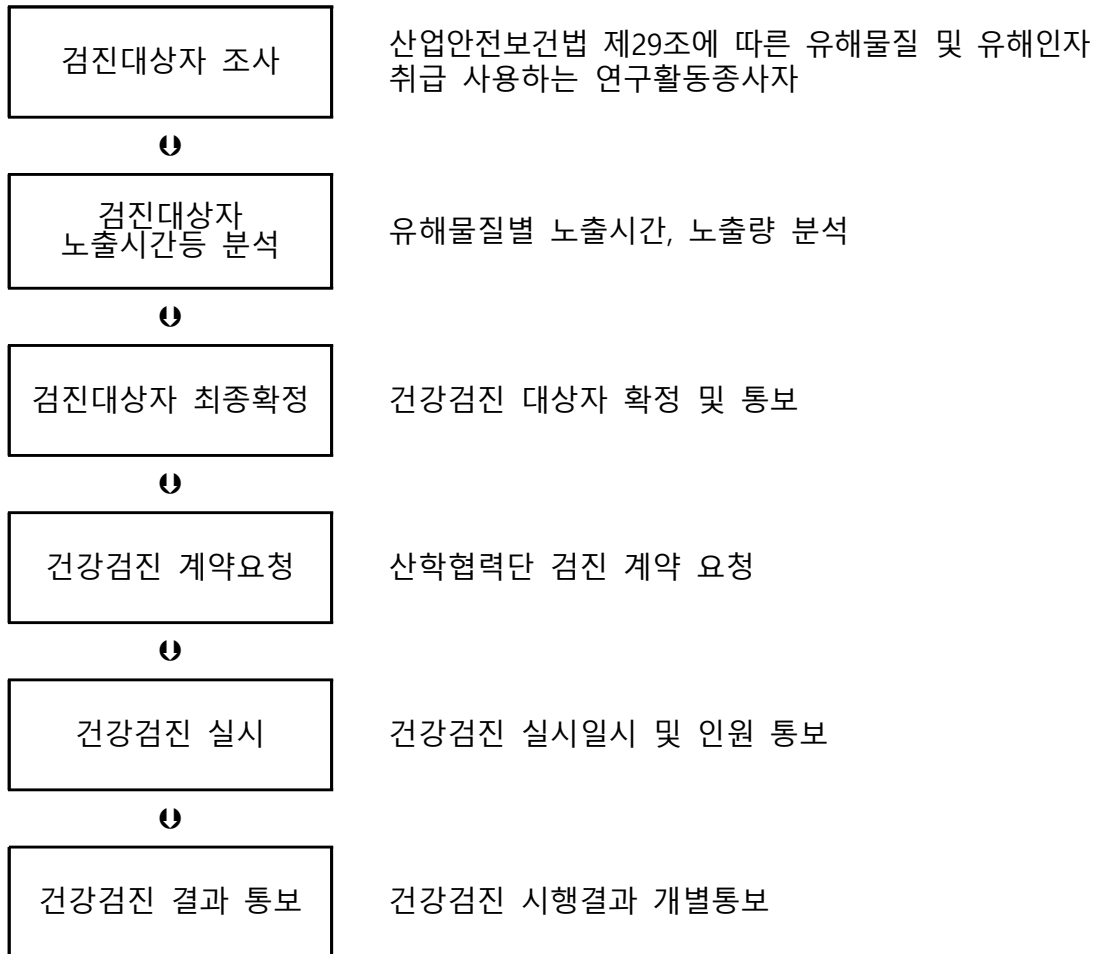 검진대상자 조사
산업안전보건법 제29조에 따른 유해물질 및 유해인자
취급 사용하는 연구활동종사자
검진대상자
노출시간등 분석
유해물질별 노출시간, 노출량 분석
검진대상자 최종확정
건강검진 대상자 확정 및 통보
건강검진 계약요청
산학협력단 검진 계약 요청
건강검진 실시
건강검진 실시일시 및 인원 통보
건강검진 결과 통보
건강검진 시행결과 개별통보